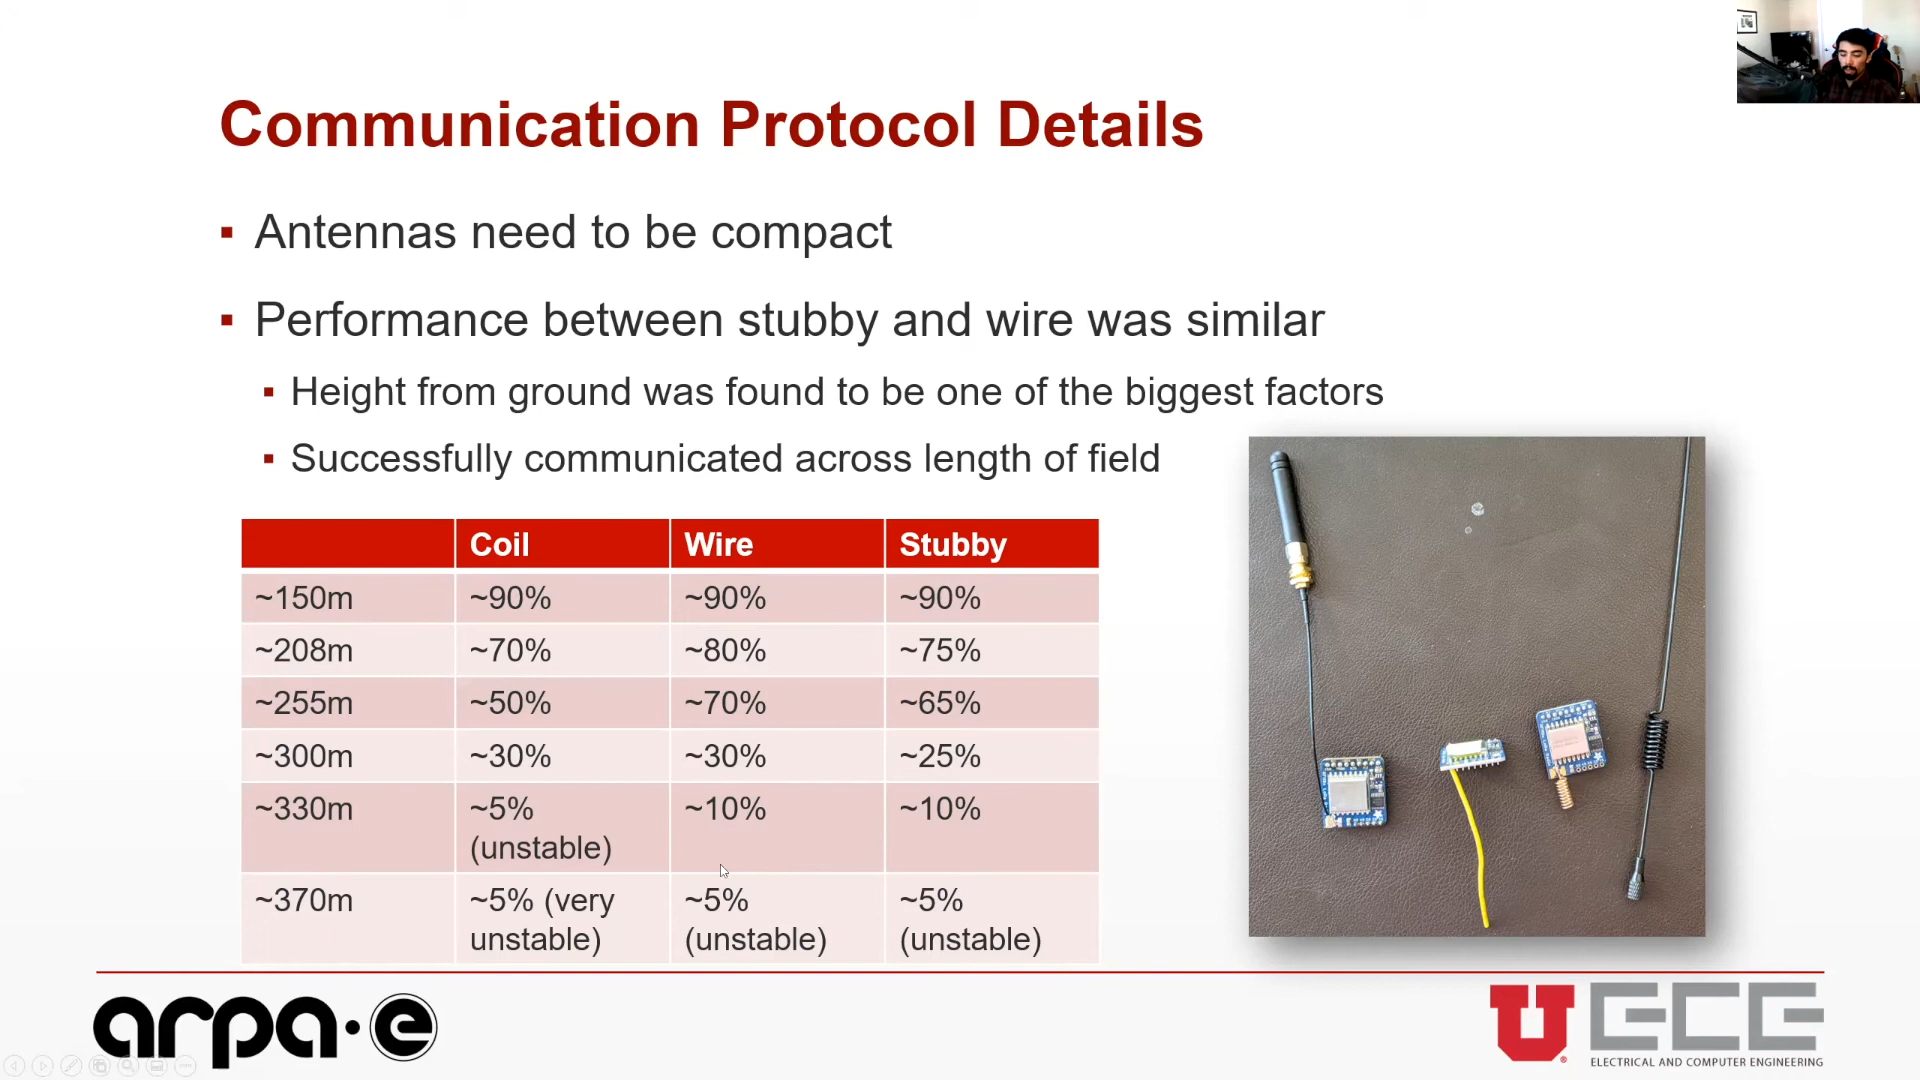 Communication Protocol Details
▪ Antennas need to be compact
▪ Performance between stubby and wire was similar
▪ Height from ground was found to be one of the biggest factors
▪ Successfully communicated across length of field
Coil Wire Stubby
~150m ~90% ~90% ~90%
~208m ~70% ~80% ~75%
~255m ~50% ~70% ~65%
~300m ~30% ~30% ~25%
~330m ~5% (unstable) ~10% ~10%
~370m ~5% (very unstable) ~5% (unstable) ~5% (unstable)
arpa·e
U ECE
ELECTRICAL AND COMPUTER ENGINEERING